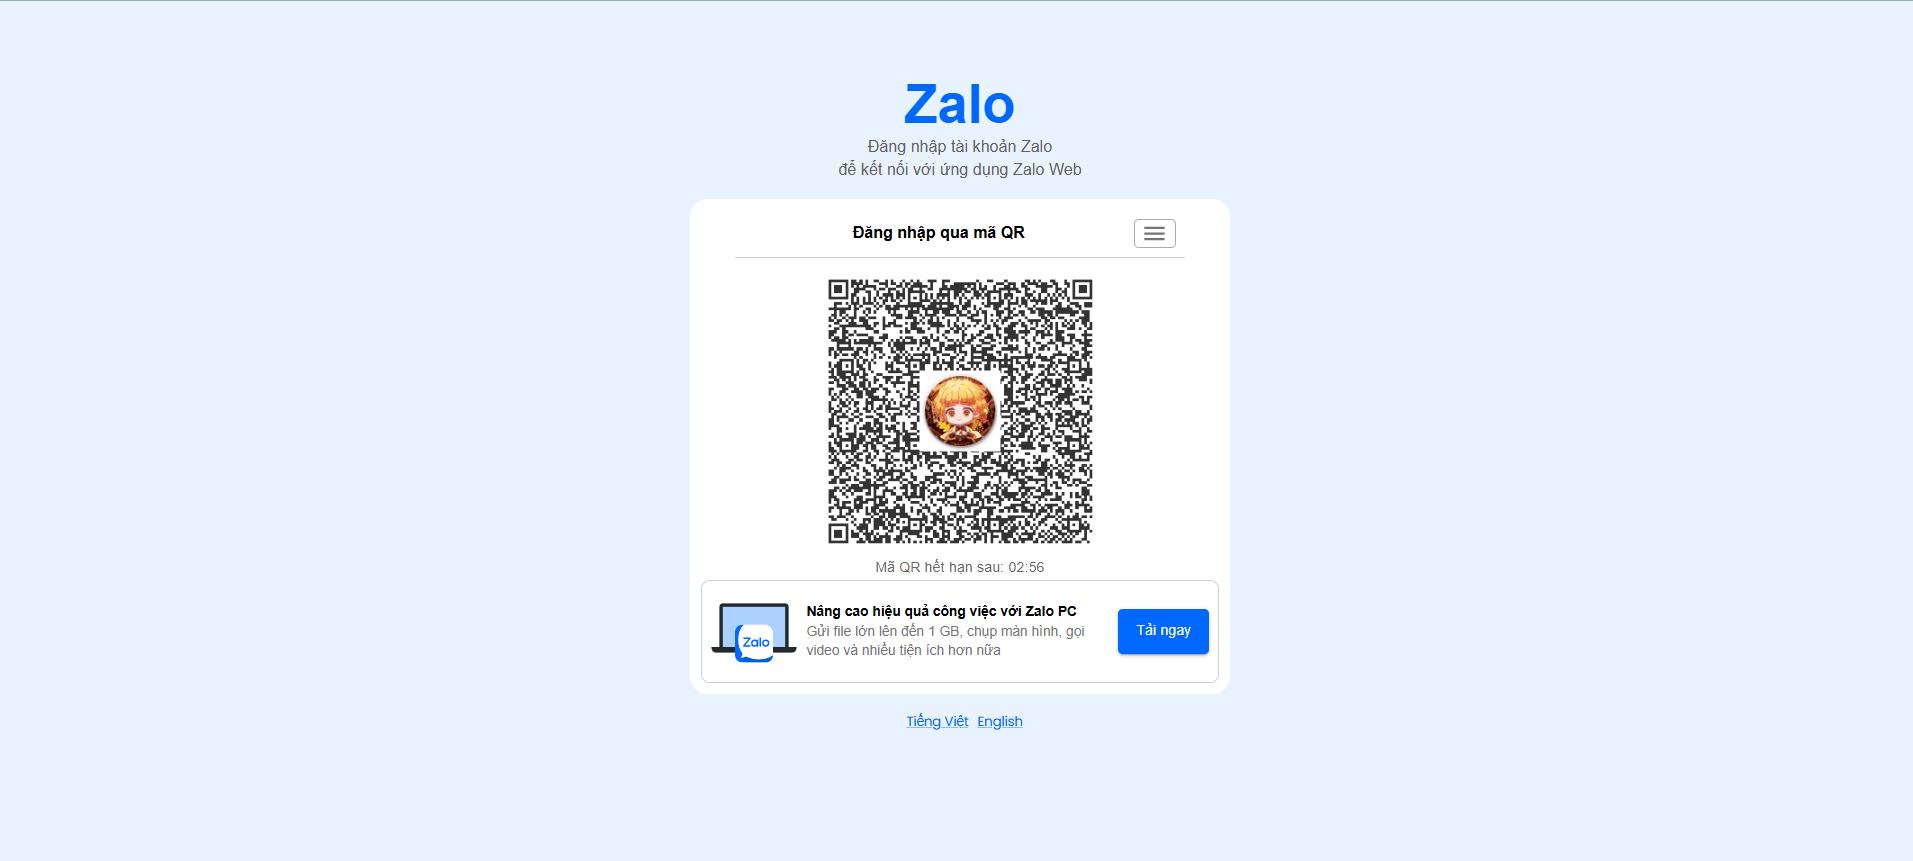 Zalo
Đăng nhập tài khoản Zalo
để kết nối với ứng dụng Zalo Web
Đăng nhập qua mã QR
Mã QR hết hạn sau: 02:56
Zalo
Nâng cao hiệu quả công việc với Zalo PC
Gửi file lớn lên đến 1 GB, chụp màn hình, gọi
video và nhiều tiện ích hơn nữa
Tải ngay
Tiếng Việt English